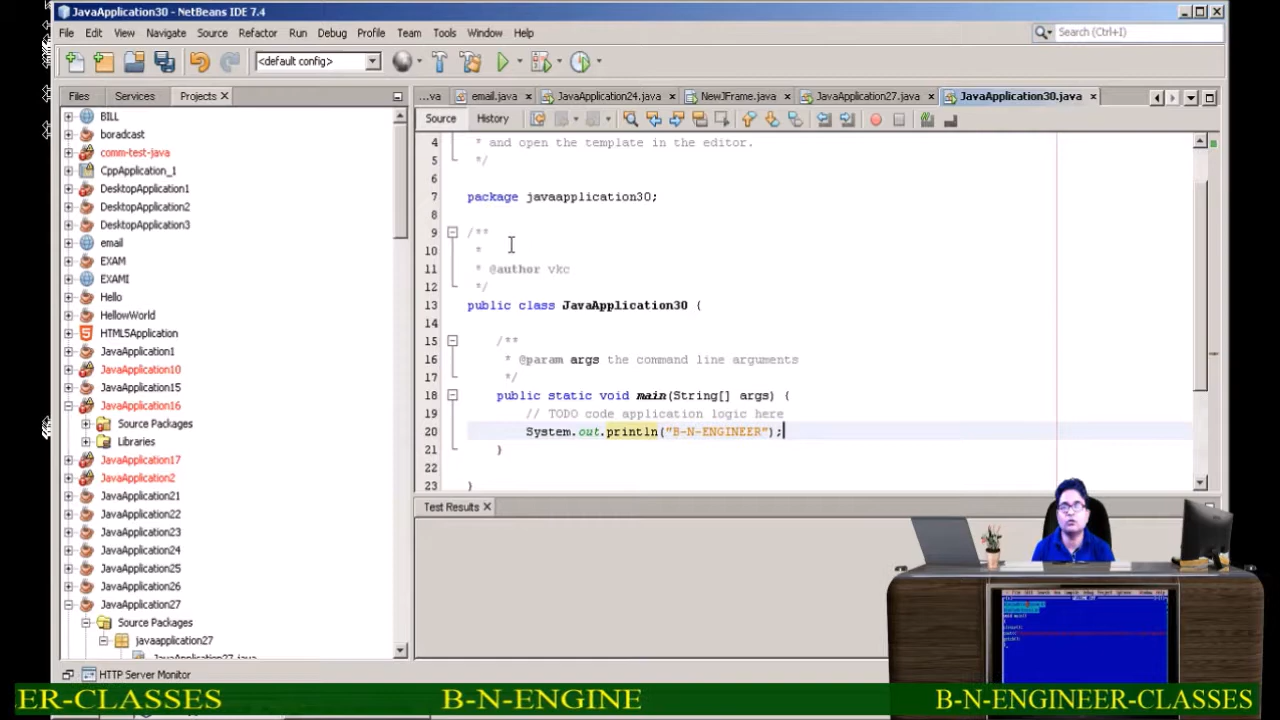 JavaApplication30 - NetBeans IDE 7.4
File Edit View Navigate Source Refactor Run Debug Profile Team Tools Window Help
Search (Ctrl+I)
<default config>
Files Services Projects
...va email.java JavaApplication24.java NewJFrame.java JavaApplication27.java JavaApplication30.java
Source History
BILL
boradcast
comm-test-java
CppApplication_1
DesktopApplication1
DesktopApplication2
DesktopApplication3
email
EXAM
EXAMI
Hello
HellowWorld
HTML5Application
JavaApplication1
JavaApplication10
JavaApplication15
JavaApplication16
Source Packages
Libraries
JavaApplication17
JavaApplication2
JavaApplication21
JavaApplication22
JavaApplication23
JavaApplication24
JavaApplication25
JavaApplication26
JavaApplication27
Source Packages
javaapplication27
JavaApplication27.java
4 * and open the template in the editor.
5 */
6
7 package javaapplication30;
8
9 /**
10 *
11 * @author vkc
12 */
13 public class JavaApplication30 {
14
15 /**
16 * @param args the command line arguments
17 */
18 public static void main(String[] args) {
19 // TODO code application logic here
20 System.out.println("B-N-ENGINEER");
21 }
22
23 }
Test Results
HTTP Server Monitor
ER-CLASSES B-N-ENGINE B-N-ENGINEER-CLASSES